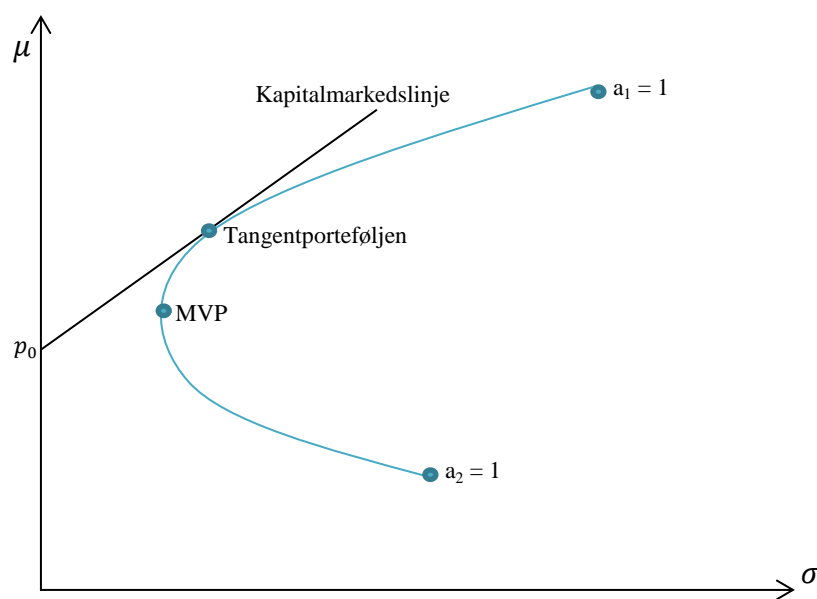 μ
Kapitalmarkedslinje
a₁ = 1
Tangentporteføljen
MVP
p₀
a₂ = 1
σ